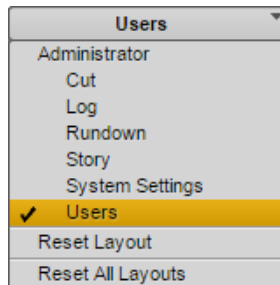 Users
Administrator
Cut
Log
Rundown
Story
System Settings
Users
Reset Layout
Reset All Layouts